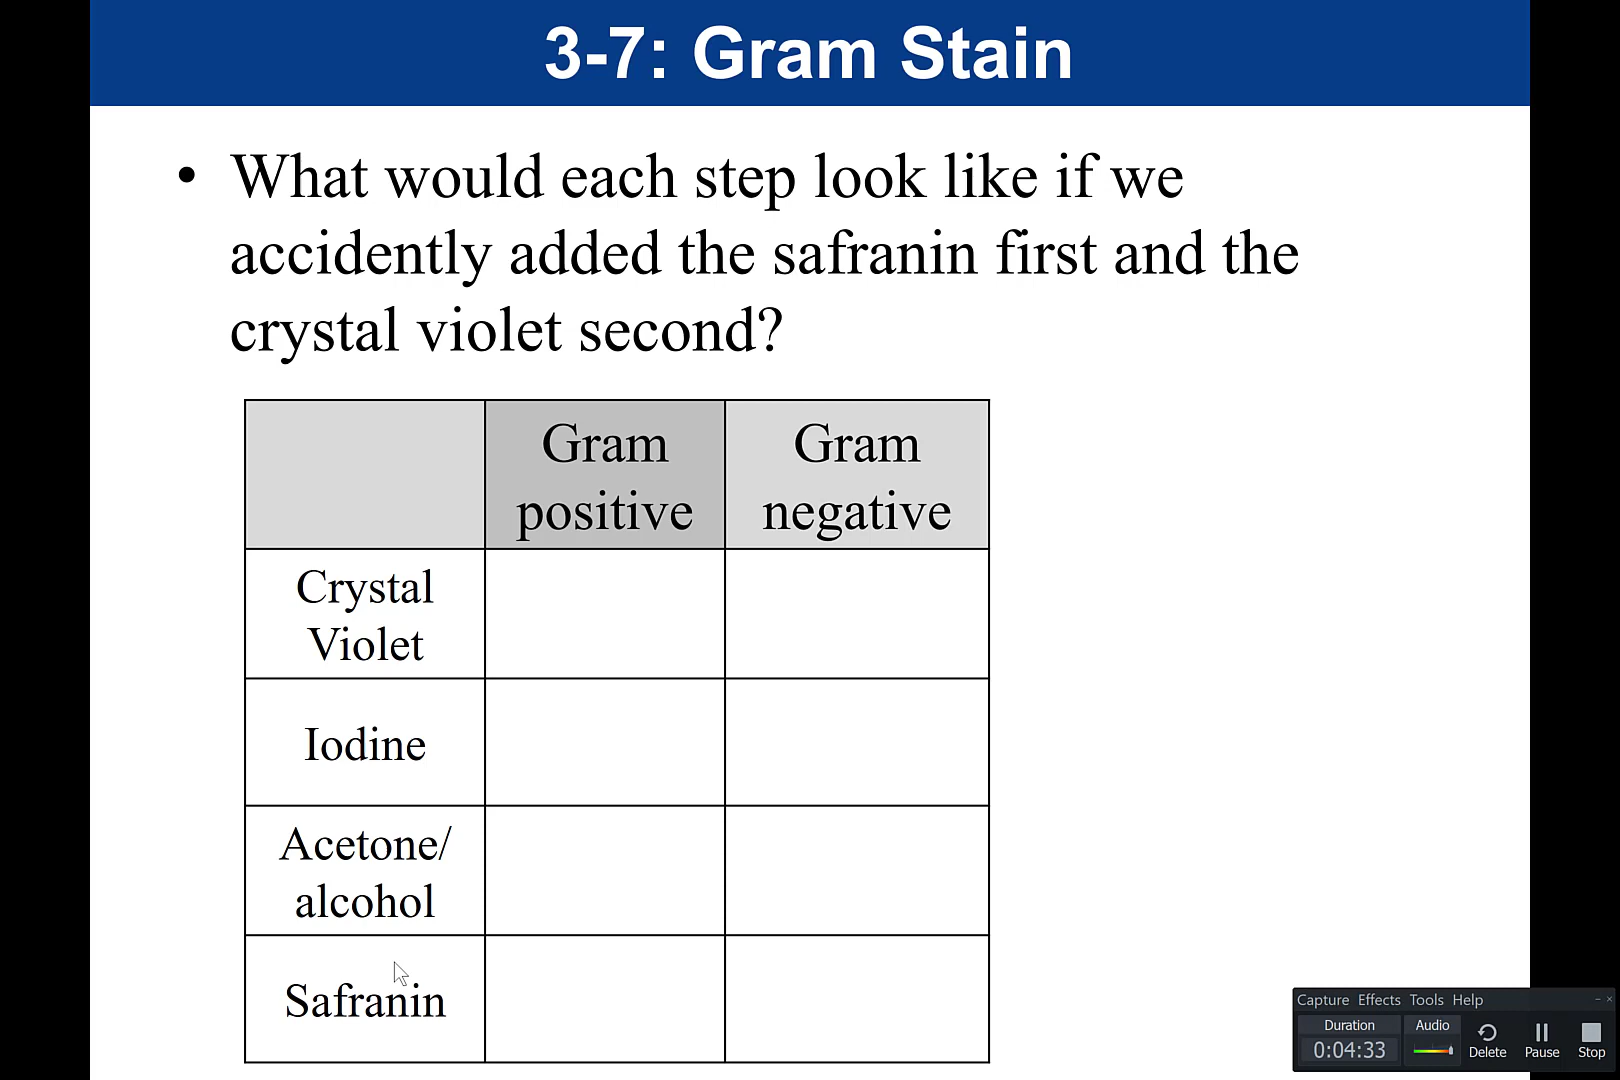 3-7: Gram Stain
• What would each step look like if we
accidently added the safranin first and the
crystal violet second?
Gram
positive
Gram
negative
Crystal
Violet
Iodine
Acetone/
alcohol
Safranin
Capture Effects Tools Help
Duration
0:04:33
Audio
Delete
Pause
Stop